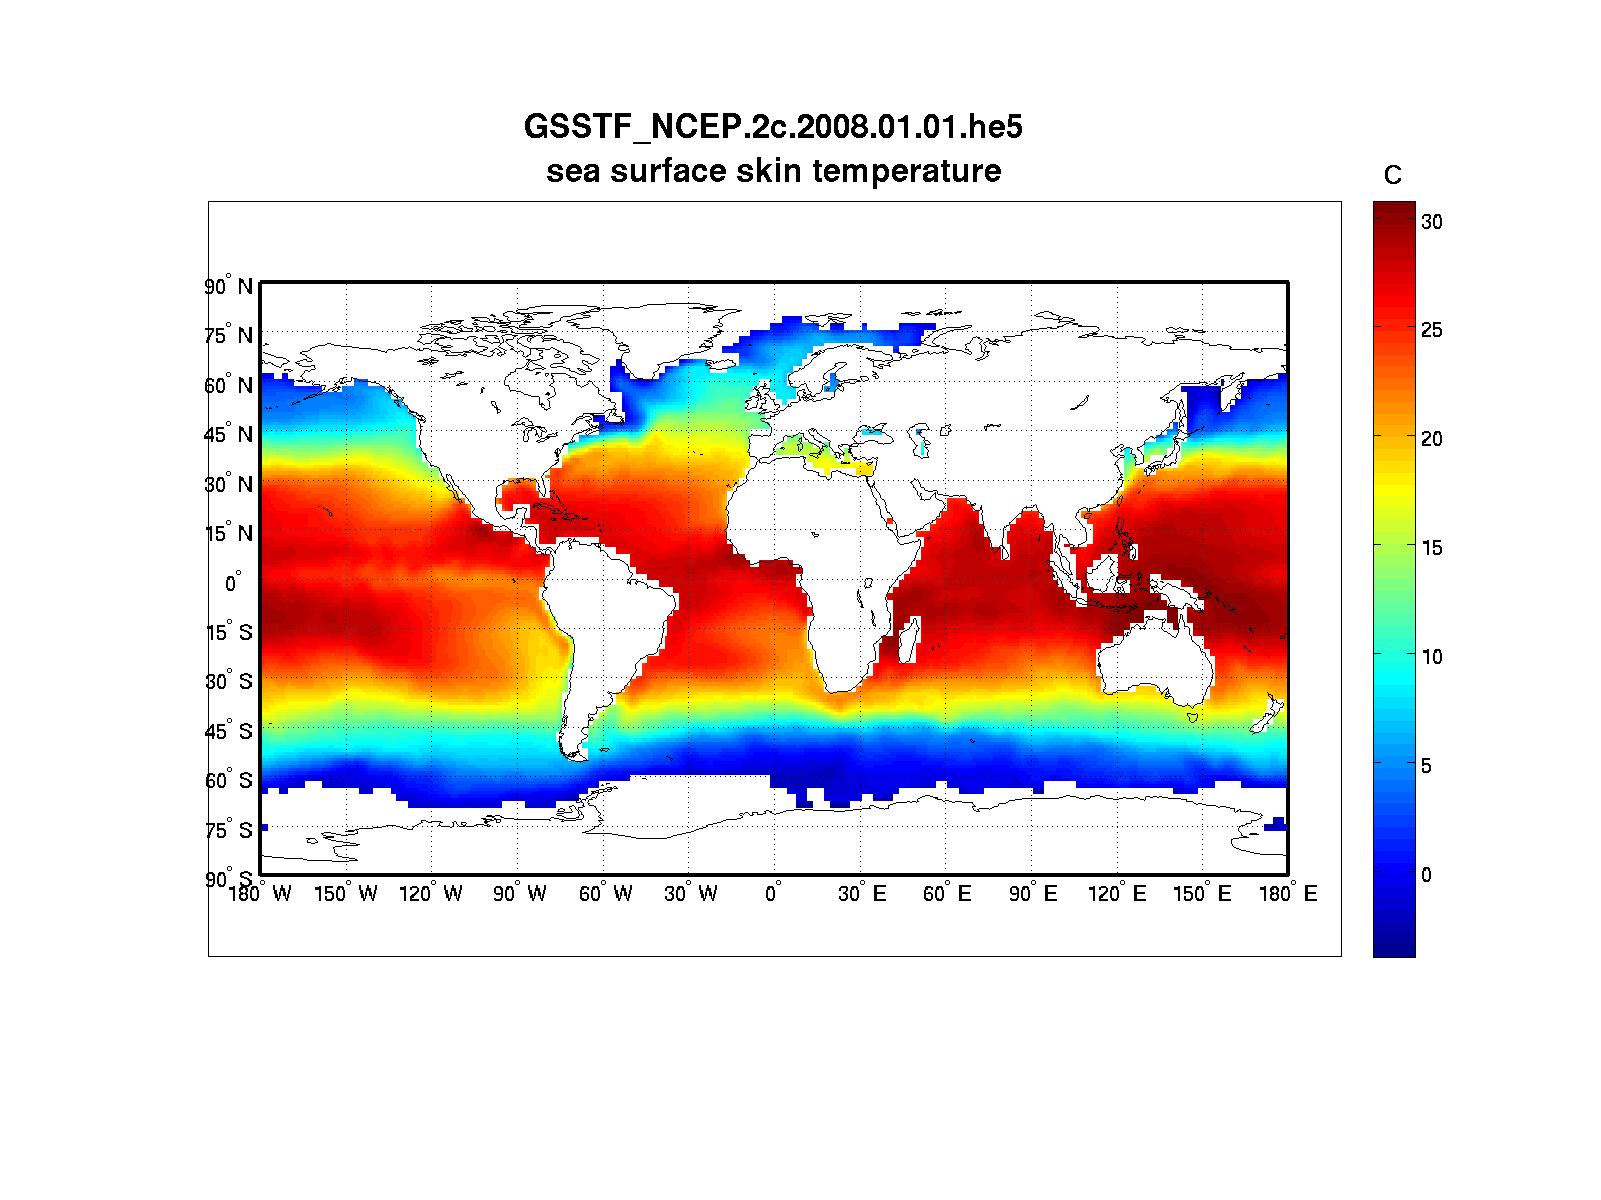 GSSTF_NCEP.2c.2008.01.01.he5
sea surface skin temperature
C
30
25
20
15
10
5
0
90° N
75° N
60° N
45° N
30° N
15° N
0°
15° S
30° S
45° S
60° S
75° S
90° S
180° W 150° W 120° W 90° W 60° W 30° W 0° 30° E 60° E 90° E 120° E 150° E 180° E